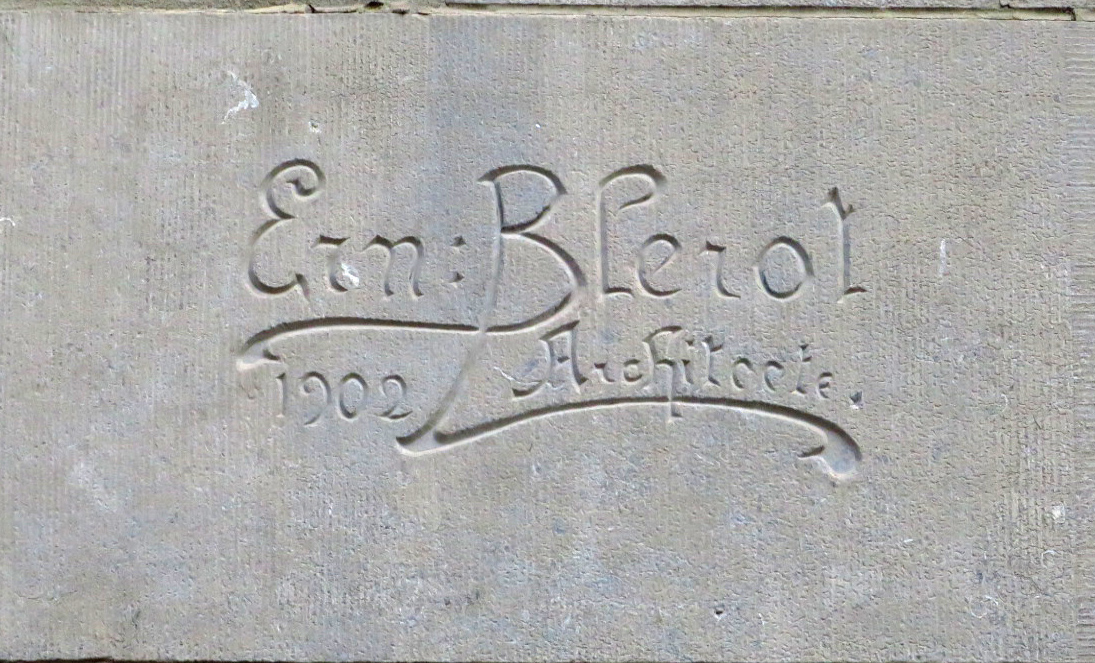 Ern: Blerot
Architecte.
1902